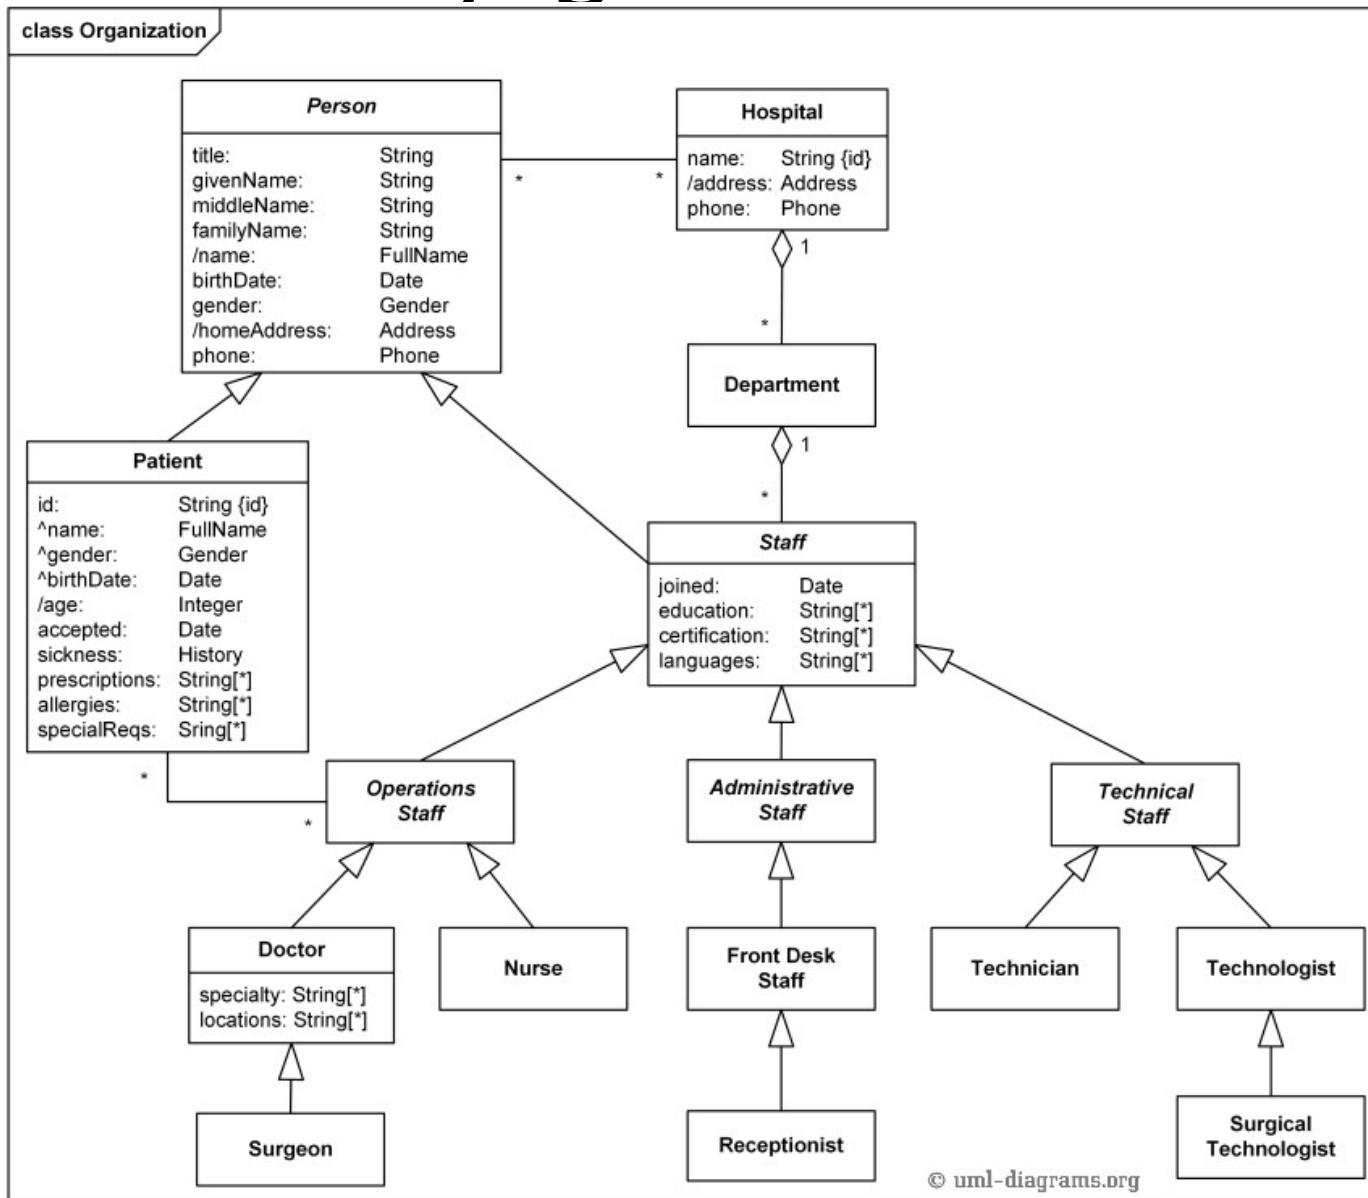 class Organization
Person
title: String
givenName: String
middleName: String
familyName: String
/name: FullName
birthDate: Date
gender: Gender
/homeAddress: Address
phone: Phone
*
*
Hospital
name: String {id}
/address: Address
phone: Phone
1
*
Department
1
*
Patient
id: String {id}
^name: FullName
^gender: Gender
^birthDate: Date
/age: Integer
accepted: Date
sickness: History
prescriptions: String[*]
allergies: String[*]
specialReqs: Sring[*]
*
*
Staff
joined: Date
education: String[*]
certification: String[*]
languages: String[*]
Operations
Staff
Administrative
Staff
Technical
Staff
Doctor
specialty: String[*]
locations: String[*]
Nurse
Front Desk
Staff
Technician
Technologist
Surgeon
Receptionist
Surgical
Technologist
© uml-diagrams.org